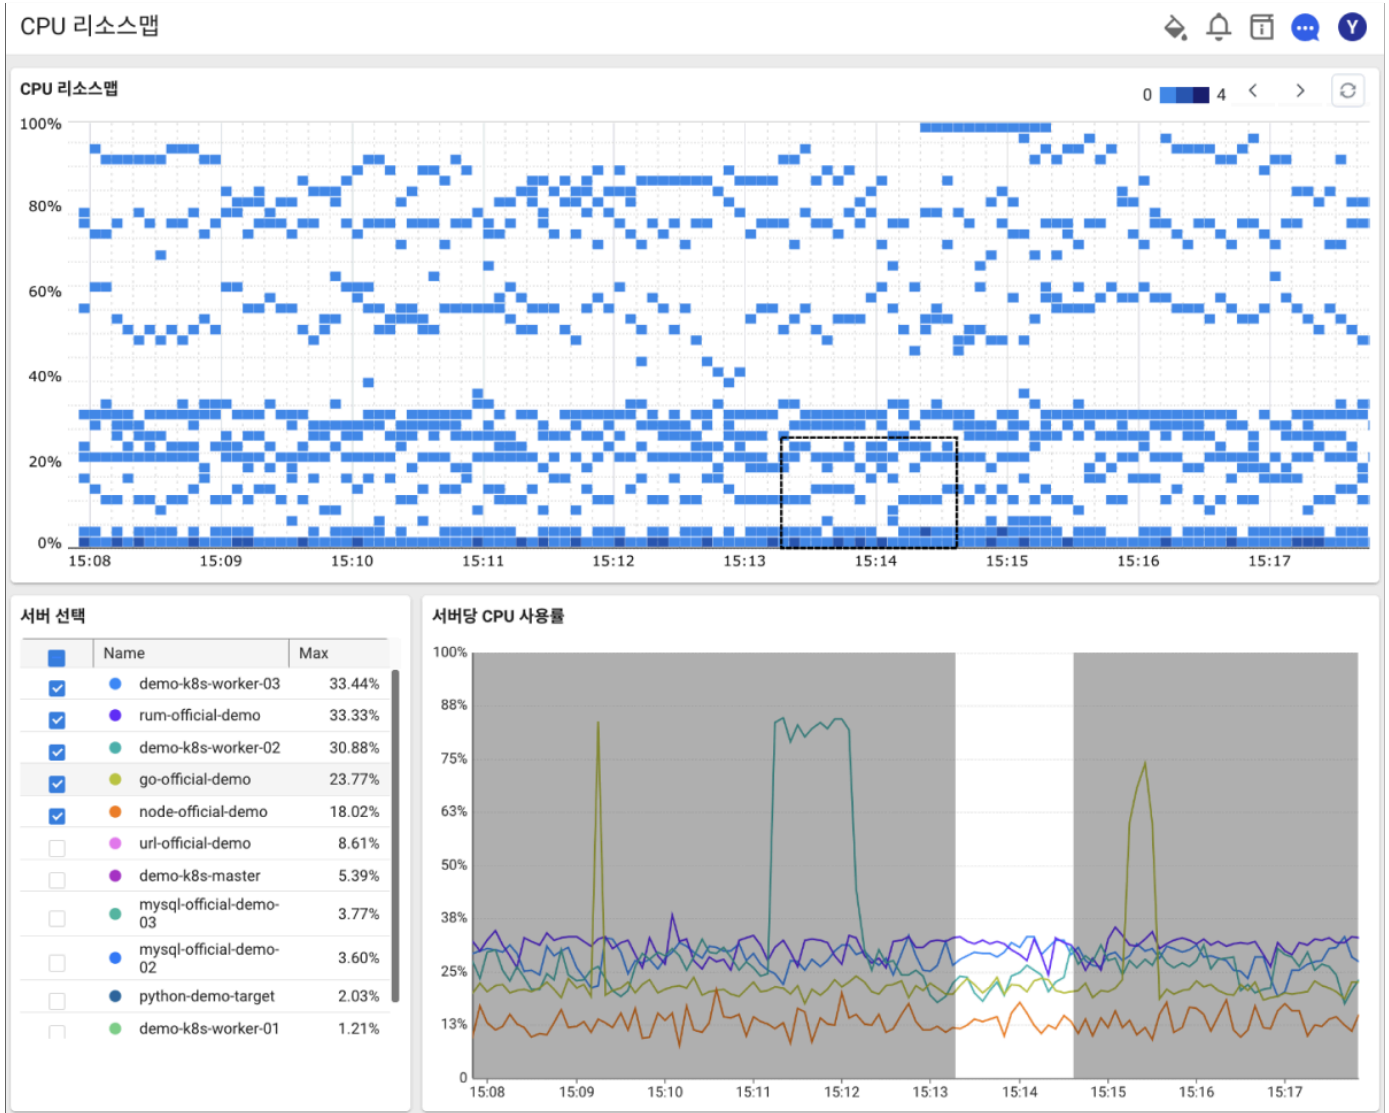 CPU 리소스맵
Y
CPU 리소스맵
0 4
100%
80%
60%
40%
20%
0%
15:08 15:09 15:10 15:11 15:12 15:13 15:14 15:15 15:16 15:17
서버 선택
Name Max
demo-k8s-worker-03 33.44%
rum-official-demo 33.33%
demo-k8s-worker-02 30.88%
go-official-demo 23.77%
node-official-demo 18.02%
url-official-demo 8.61%
demo-k8s-master 5.39%
mysql-official-demo-
03 3.77%
mysql-official-demo-
02 3.60%
python-demo-target 2.03%
demo-k8s-worker-01 1.21%
서버당 CPU 사용률
100%
88%
75%
63%
50%
38%
25%
13%
0
15:08 15:09 15:10 15:11 15:12 15:13 15:14 15:15 15:16 15:17